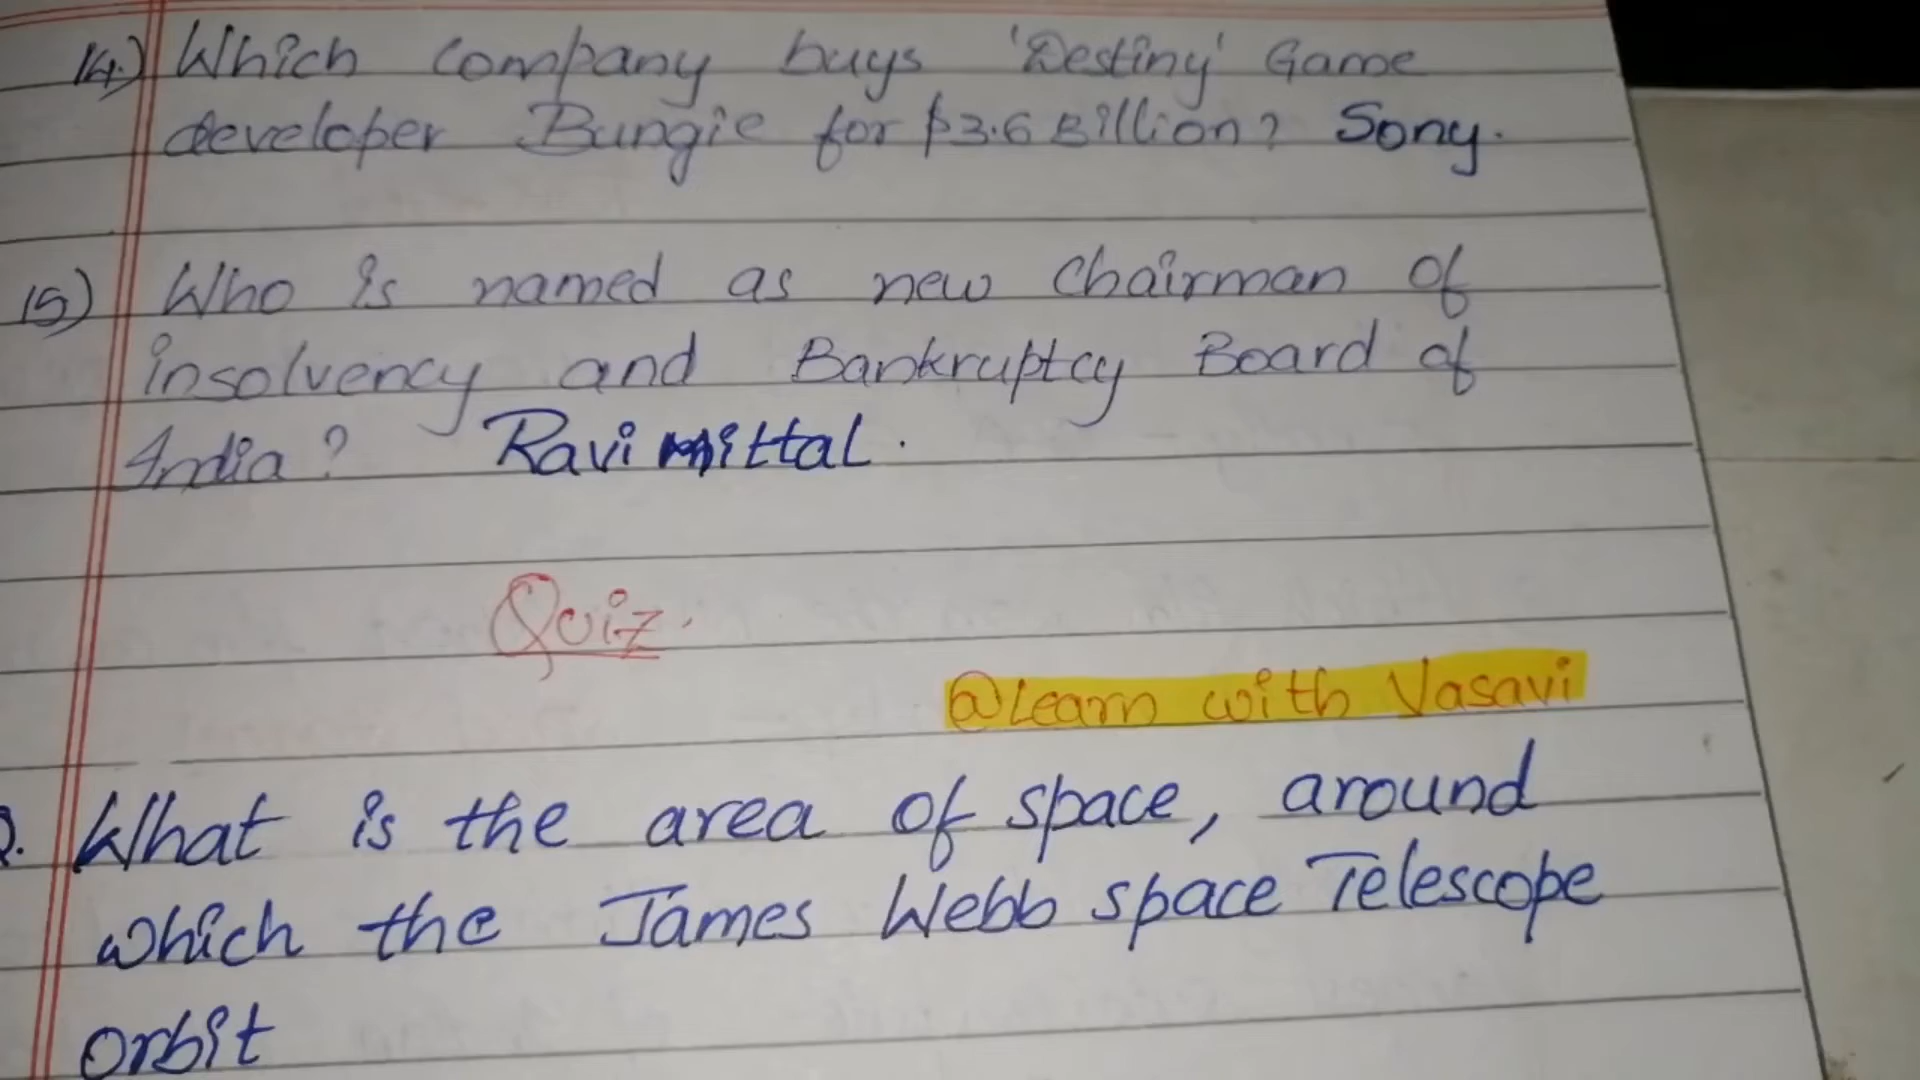 14.) Which company buys 'Destiny' Game
developer Bungie for $3.6 Billion? Sony.
15) Who is named as new Chairman of
insolvency and Bankruptcy Board of
India? Ravi mittal.
Quiz.
@Learn with Vasavi
Q. What is the area of space, around
which the James Webb space Telescope
orbit